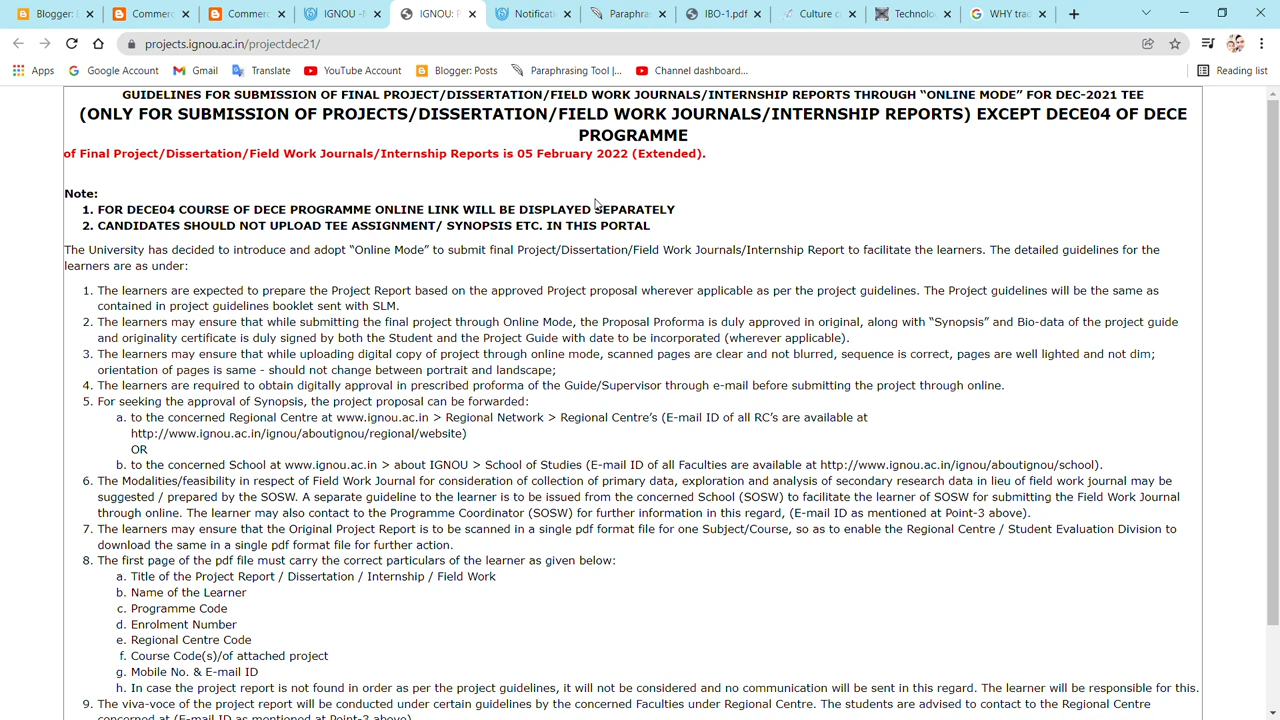 Blogger: E
Commerc
Commerc
IGNOU -N
IGNOU: P
Notificati
Paraphras
IBO-1.pdf
Culture c
Technolo
WHY trad
projects.ignou.ac.in/projectdec21/
Apps
Google Account
Gmail
Translate
YouTube Account
Blogger: Posts
Paraphrasing Tool |...
Channel dashboard...
Reading list
GUIDELINES FOR SUBMISSION OF FINAL PROJECT/DISSERTATION/FIELD WORK JOURNALS/INTERNSHIP REPORTS THROUGH “ONLINE MODE” FOR DEC-2021 TEE
(ONLY FOR SUBMISSION OF PROJECTS/DISSERTATION/FIELD WORK JOURNALS/INTERNSHIP REPORTS) EXCEPT DECE04 OF DECE
PROGRAMME
of Final Project/Dissertation/Field Work Journals/Internship Reports is 05 February 2022 (Extended).
Note:
1. FOR DECE04 COURSE OF DECE PROGRAMME ONLINE LINK WILL BE DISPLAYED SEPARATELY
2. CANDIDATES SHOULD NOT UPLOAD TEE ASSIGNMENT/ SYNOPSIS ETC. IN THIS PORTAL
The University has decided to introduce and adopt “Online Mode” to submit final Project/Dissertation/Field Work Journals/Internship Report to facilitate the learners. The detailed guidelines for the
learners are as under:
1. The learners are expected to prepare the Project Report based on the approved Project proposal wherever applicable as per the project guidelines. The Project guidelines will be the same as
contained in project guidelines booklet sent with SLM.
2. The learners may ensure that while submitting the final project through Online Mode, the Proposal Proforma is duly approved in original, along with “Synopsis” and Bio-data of the project guide
and originality certificate is duly signed by both the Student and the Project Guide with date to be incorporated (wherever applicable).
3. The learners may ensure that while uploading digital copy of project through online mode, scanned pages are clear and not blurred, sequence is correct, pages are well lighted and not dim;
orientation of pages is same - should not change between portrait and landscape;
4. The learners are required to obtain digitally approval in prescribed proforma of the Guide/Supervisor through e-mail before submitting the project through online.
5. For seeking the approval of Synopsis, the project proposal can be forwarded:
a. to the concerned Regional Centre at www.ignou.ac.in > Regional Network > Regional Centre’s (E-mail ID of all RC’s are available at
http://www.ignou.ac.in/ignou/aboutignou/regional/website)
OR
b. to the concerned School at www.ignou.ac.in > about IGNOU > School of Studies (E-mail ID of all Faculties are available at http://www.ignou.ac.in/ignou/aboutignou/school).
6. The Modalities/feasibility in respect of Field Work Journal for consideration of collection of primary data, exploration and analysis of secondary research data in lieu of field work journal may be
suggested / prepared by the SOSW. A separate guideline to the learner is to be issued from the concerned School (SOSW) to facilitate the learner of SOSW for submitting the Field Work Journal
through online. The learner may also contact to the Programme Coordinator (SOSW) for further information in this regard, (E-mail ID as mentioned at Point-3 above).
7. The learners may ensure that the Original Project Report is to be scanned in a single pdf format file for one Subject/Course, so as to enable the Regional Centre / Student Evaluation Division to
download the same in a single pdf format file for further action.
8. The first page of the pdf file must carry the correct particulars of the learner as given below:
a. Title of the Project Report / Dissertation / Internship / Field Work
b. Name of the Learner
c. Programme Code
d. Enrolment Number
e. Regional Centre Code
f. Course Code(s)/of attached project
g. Mobile No. & E-mail ID
h. In case the project report is not found in order as per the project guidelines, it will not be considered and no communication will be sent in this regard. The learner will be responsible for this.
9. The viva-voce of the project report will be conducted under certain guidelines by the concerned Faculties under Regional Centre. The students are advised to contact to the Regional Centre
concerned at (E-mail ID as mentioned at Point-3 above).